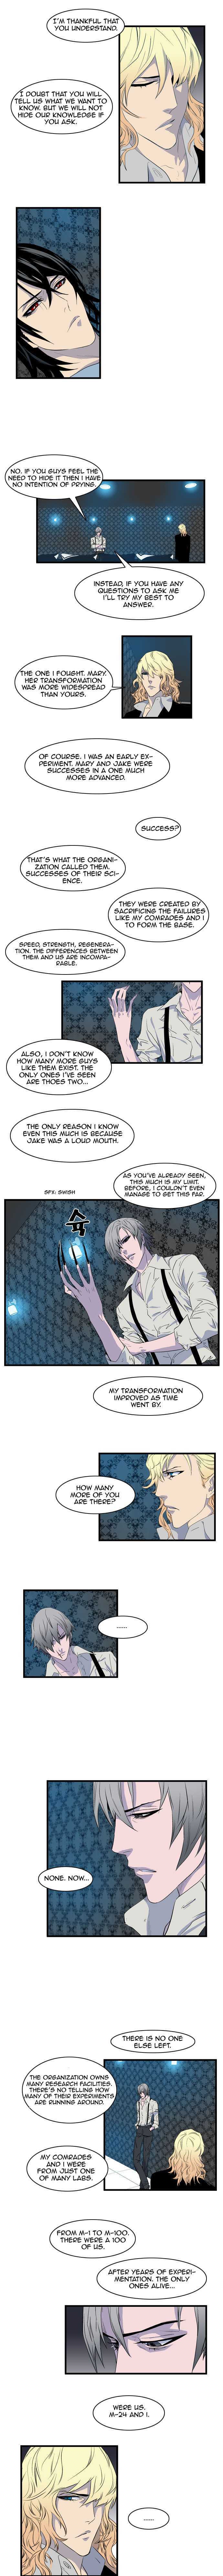 I'M THANKFUL THAT
YOU UNDERSTAND.
I DOUBT THAT YOU WILL
TELL US WHAT WE WANT TO
KNOW. BUT WE WILL NOT
HIDE OUR KNOWLEDGE IF
YOU ASK.
NO. IF YOU GUYS FEEL THE
NEED TO HIDE IT THEN I HAVE
NO INTENTION OF PRYING.
INSTEAD, IF YOU HAVE ANY
QUESTIONS TO ASK ME
I'LL TRY MY BEST TO
ANSWER.
THE ONE I FOUGHT, MARY.
HER TRANSFORMATION
WAS MORE WIDESPREAD
THAN YOURS.
OF COURSE. I WAS AN EARLY EX-
PERIMENT. MARY AND JAKE WERE
SUCCESSES IN A ONE MUCH
MORE ADVANCED.
SUCCESS?
THAT'S WHAT THE ORGANI-
ZATION CALLED THEM.
SUCCESSES OF THEIR SCI-
ENCE.
THEY WERE CREATED BY
SACRIFICING THE FAILURES
LIKE MY COMRADES AND I
TO FORM THE BASE.
SPEED, STRENGTH, REGENERA-
TION. THE DIFFERENCES BETWEEN
THEM AND US ARE INCOMPA-
RABLE.
ALSO, I DON'T KNOW
HOW MANY MORE GUYS
LIKE THEM EXIST. THE
ONLY ONES I'VE SEEN
ARE THOES TWO...
THE ONLY REASON I KNOW
EVEN THIS MUCH IS BECAUSE
JAKE WAS A LOUD MOUTH.
AS YOU'VE ALREADY SEEN,
THIS MUCH IS MY LIMIT.
BEFORE, I COULDN'T EVEN
MANAGE TO GET THIS FAR.
SFX: SWISH
슉
MY TRANSFORMATION
IMPROVED AS TIME
WENT BY.
HOW MANY
MORE OF YOU
ARE THERE?
......
NONE. NOW...
THERE IS NO ONE
ELSE LEFT.
THE ORGANIZATION OWNS
MANY RESEARCH FACILITIES.
THERE'S NO TELLING HOW
MANY OF THEIR EXPERIMENTS
ARE RUNNING AROUND.
MY COMRADES
AND I WERE
FROM JUST ONE
OF MANY LABS.
FROM M-1 TO M-100.
THERE WERE A 100
OF US.
AFTER YEARS OF EXPERI-
MENTATION. THE ONLY
ONES ALIVE...
WERE US.
M-24 AND I.
......